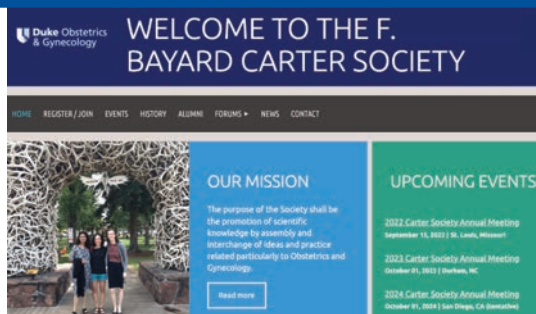 Duke Obstetrics
& Gynecology
WELCOME TO THE F.
BAYARD CARTER SOCIETY
HOME REGISTER / JOIN EVENTS HISTORY ALUMNI FORUMS NEWS CONTACT
OUR MISSION
The purpose of the Society shall be
the promotion of scientific
knowledge by assembly and
interchange of ideas and practice
related particularly to Obstetrics and
Gynecology.
Read more
UPCOMING EVENTS
2022 Carter Society Annual Meeting
September 15, 2022 | St. Louis, Missouri
2023 Carter Society Annual Meeting
October 01, 2023 | Durham, NC
2024 Carter Society Annual Meeting
October 01, 2024 | San Diego, CA (tentative)